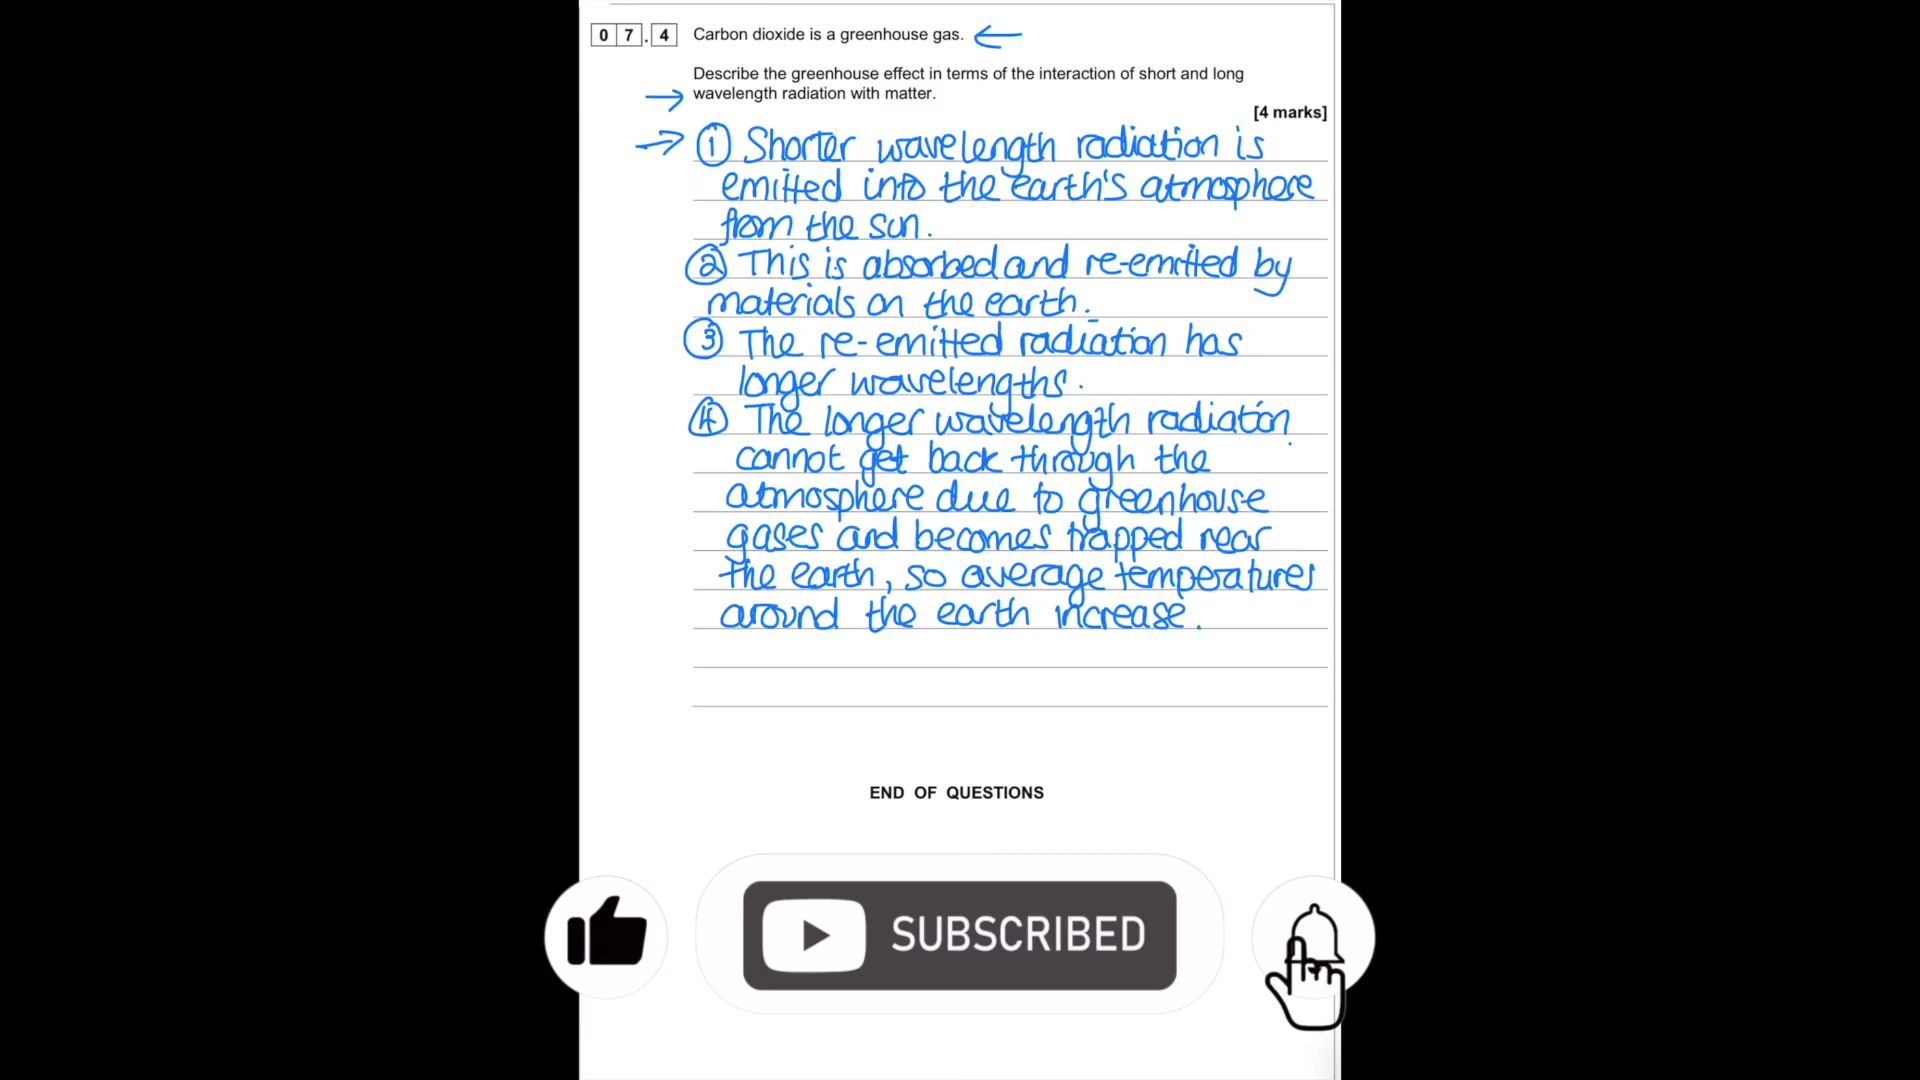 0 7 . 4 Carbon dioxide is a greenhouse gas.
Describe the greenhouse effect in terms of the interaction of short and long
wavelength radiation with matter.
[4 marks]
① Shorter wavelength radiation is
emitted into the earth's atmosphere
from the sun.
② This is absorbed and re-emitted by
materials on the earth.
③ The re-emitted radiation has
longer wavelengths.
④ The longer wavelength radiation
cannot get back through the
atmosphere due to greenhouse
gases and becomes trapped near
the earth, so average temperatures
around the earth increase.
END OF QUESTIONS
SUBSCRIBED